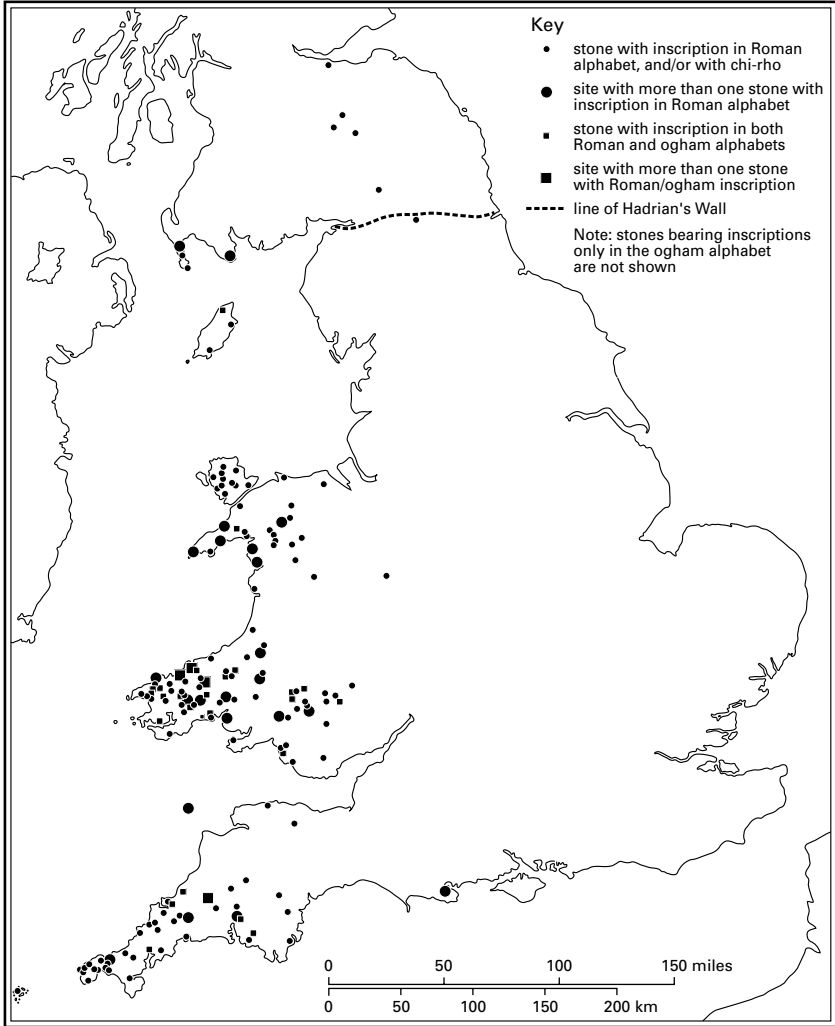 Key
stone with inscription in Roman
alphabet, and/or with chi-rho
site with more than one stone with
inscription in Roman alphabet
stone with inscription in both
Roman and ogham alphabets
site with more than one stone
with Roman/ogham inscription
line of Hadrian's Wall
Note: stones bearing inscriptions
only in the ogham alphabet
are not shown
0 50 100 150 miles
0 50 100 150 200 km